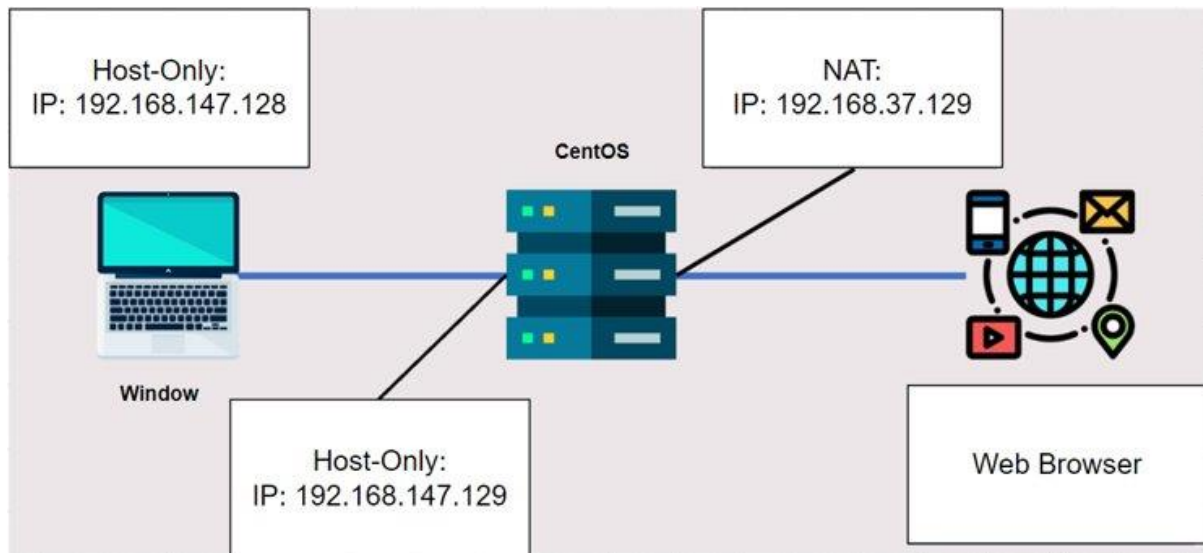 Host-Only:
IP: 192.168.147.128
NAT:
IP: 192.168.37.129
CentOS
Window
Host-Only:
IP: 192.168.147.129
Web Browser